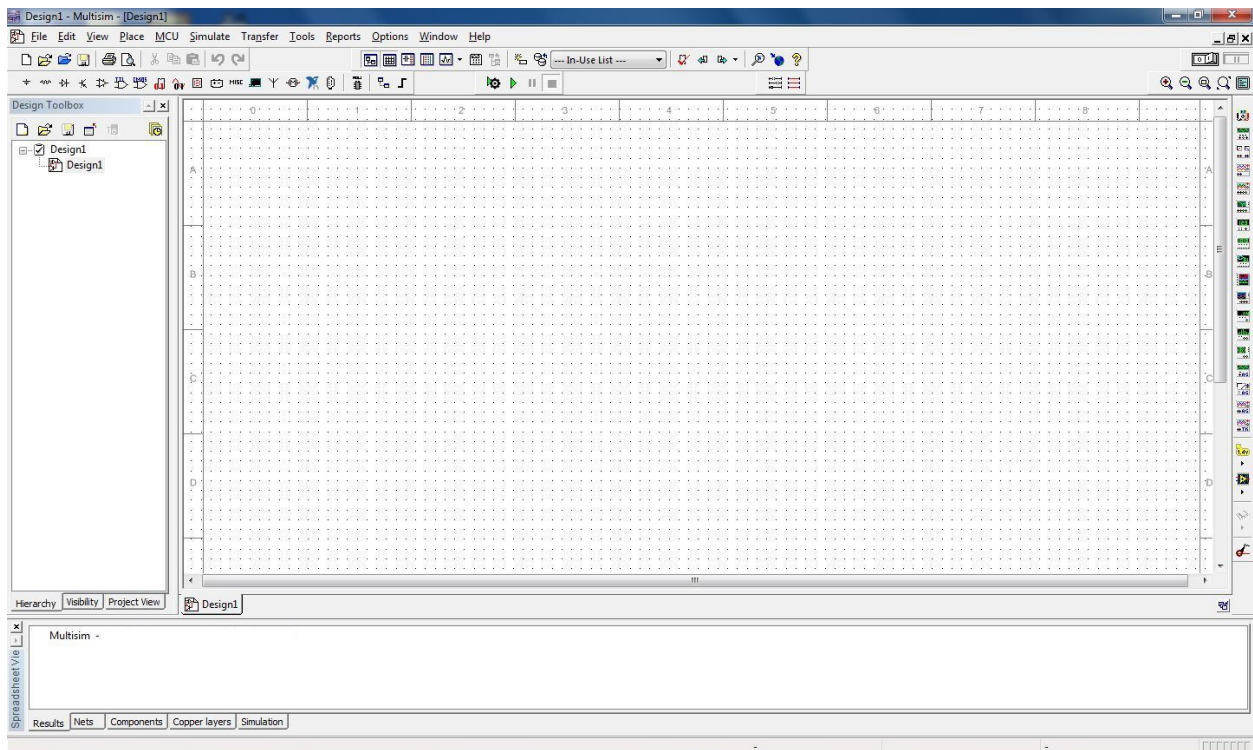 Design1 - Multisim - [Design1]
File Edit View Place MCU Simulate Transfer Tools Reports Options Window Help
--- In-Use List ---
MISC
Design Toolbox
0 1 2 3 4 5 6 7 8
Design1
Design1
A A
B B
C C
D D
Hierarchy Visibility Project View
Design1
Multisim -
Spreadsheet Vie
Results Nets Components Copper layers Simulation
- -